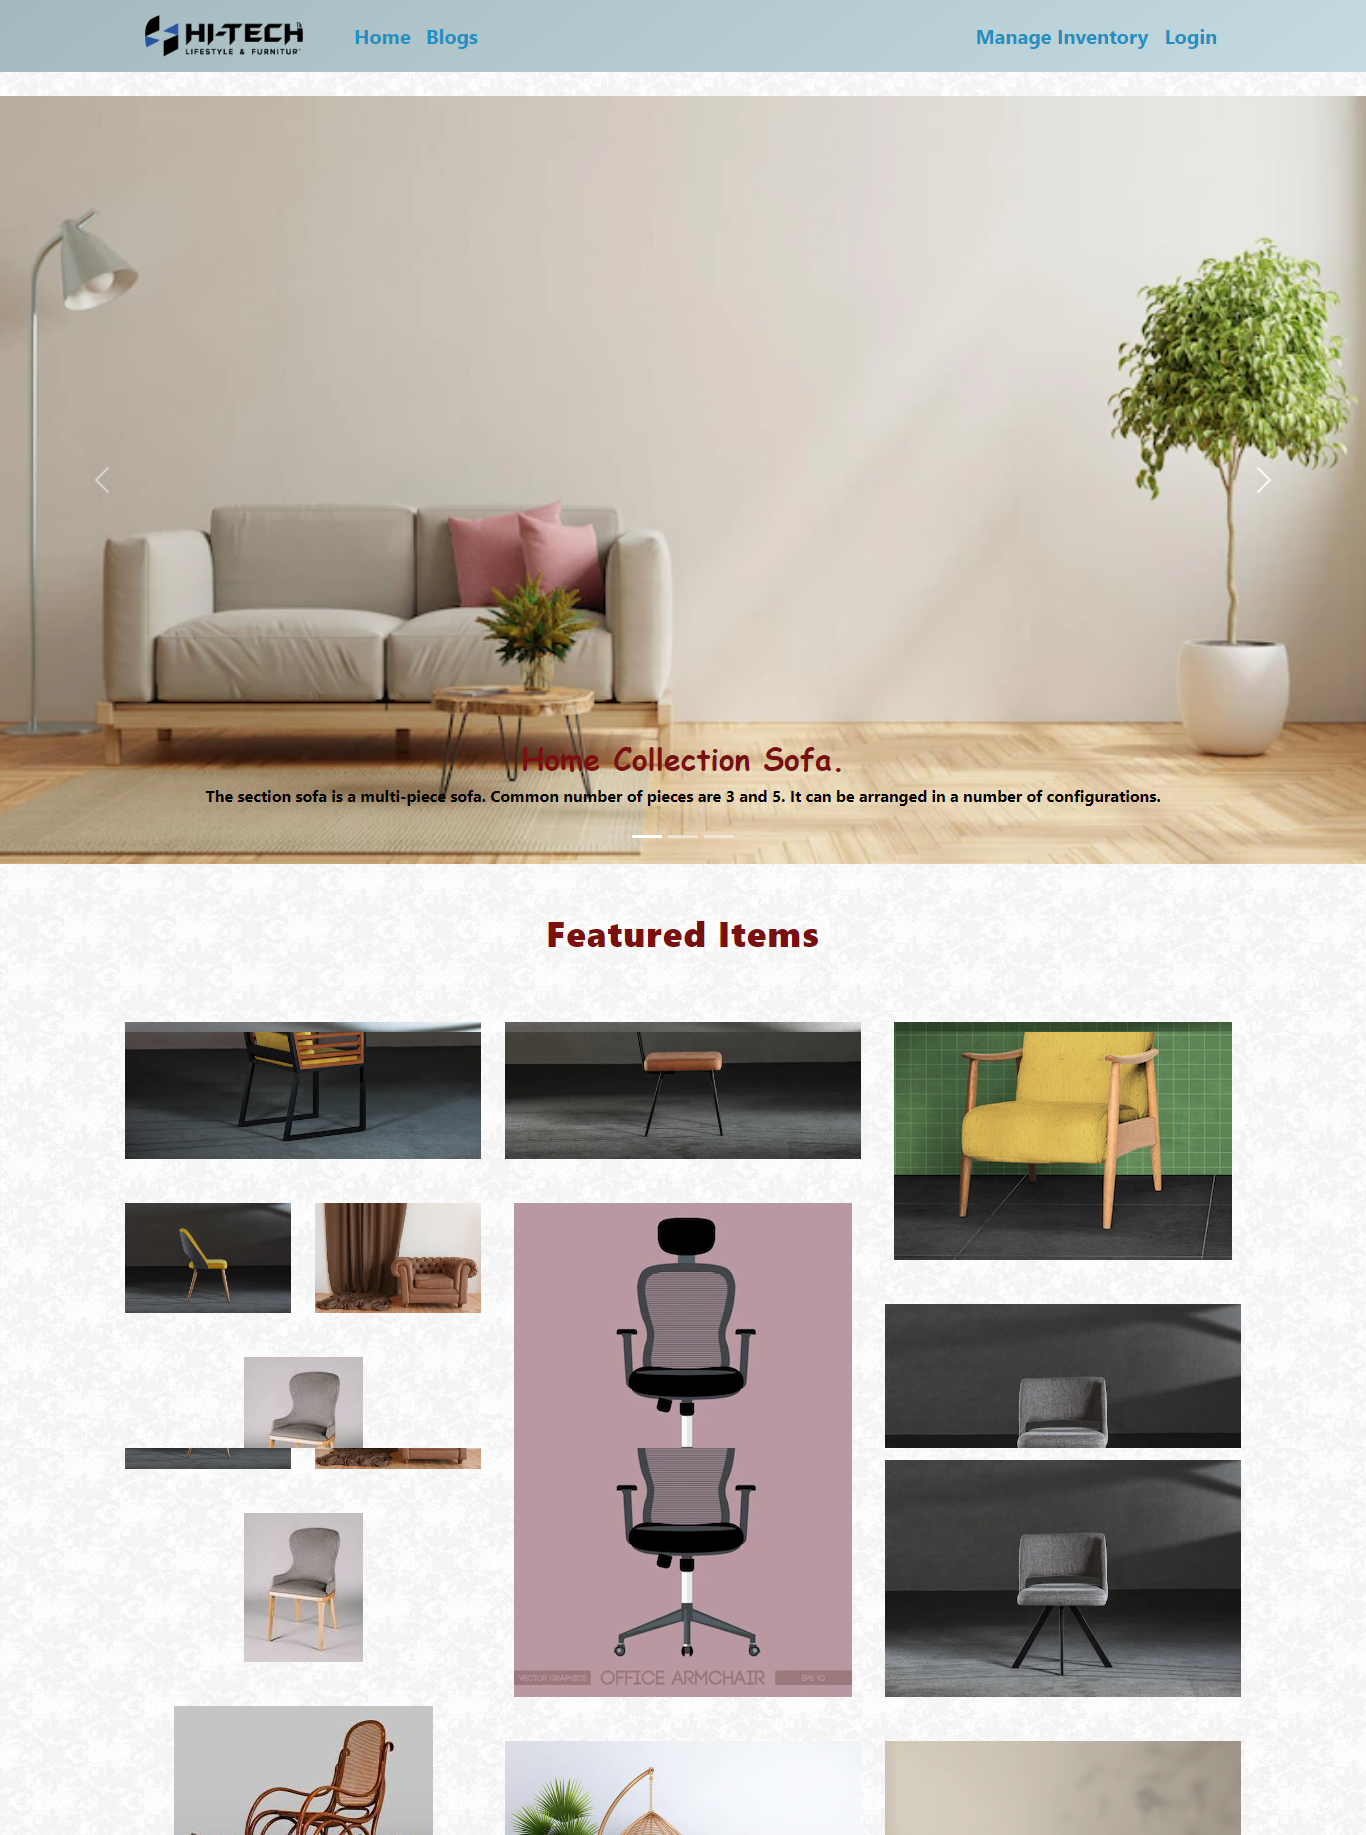 HI-TECH
LIFESTYLE & FURNITUR'
Home Blogs
Manage Inventory Login
Home Collection Sofa.
The section sofa is a multi-piece sofa. Common number of pieces are 3 and 5. It can be arranged in a number of configurations.
Featured Items
VECTOR GRAPHICS OFFICE ARMCHAIR EPS 10